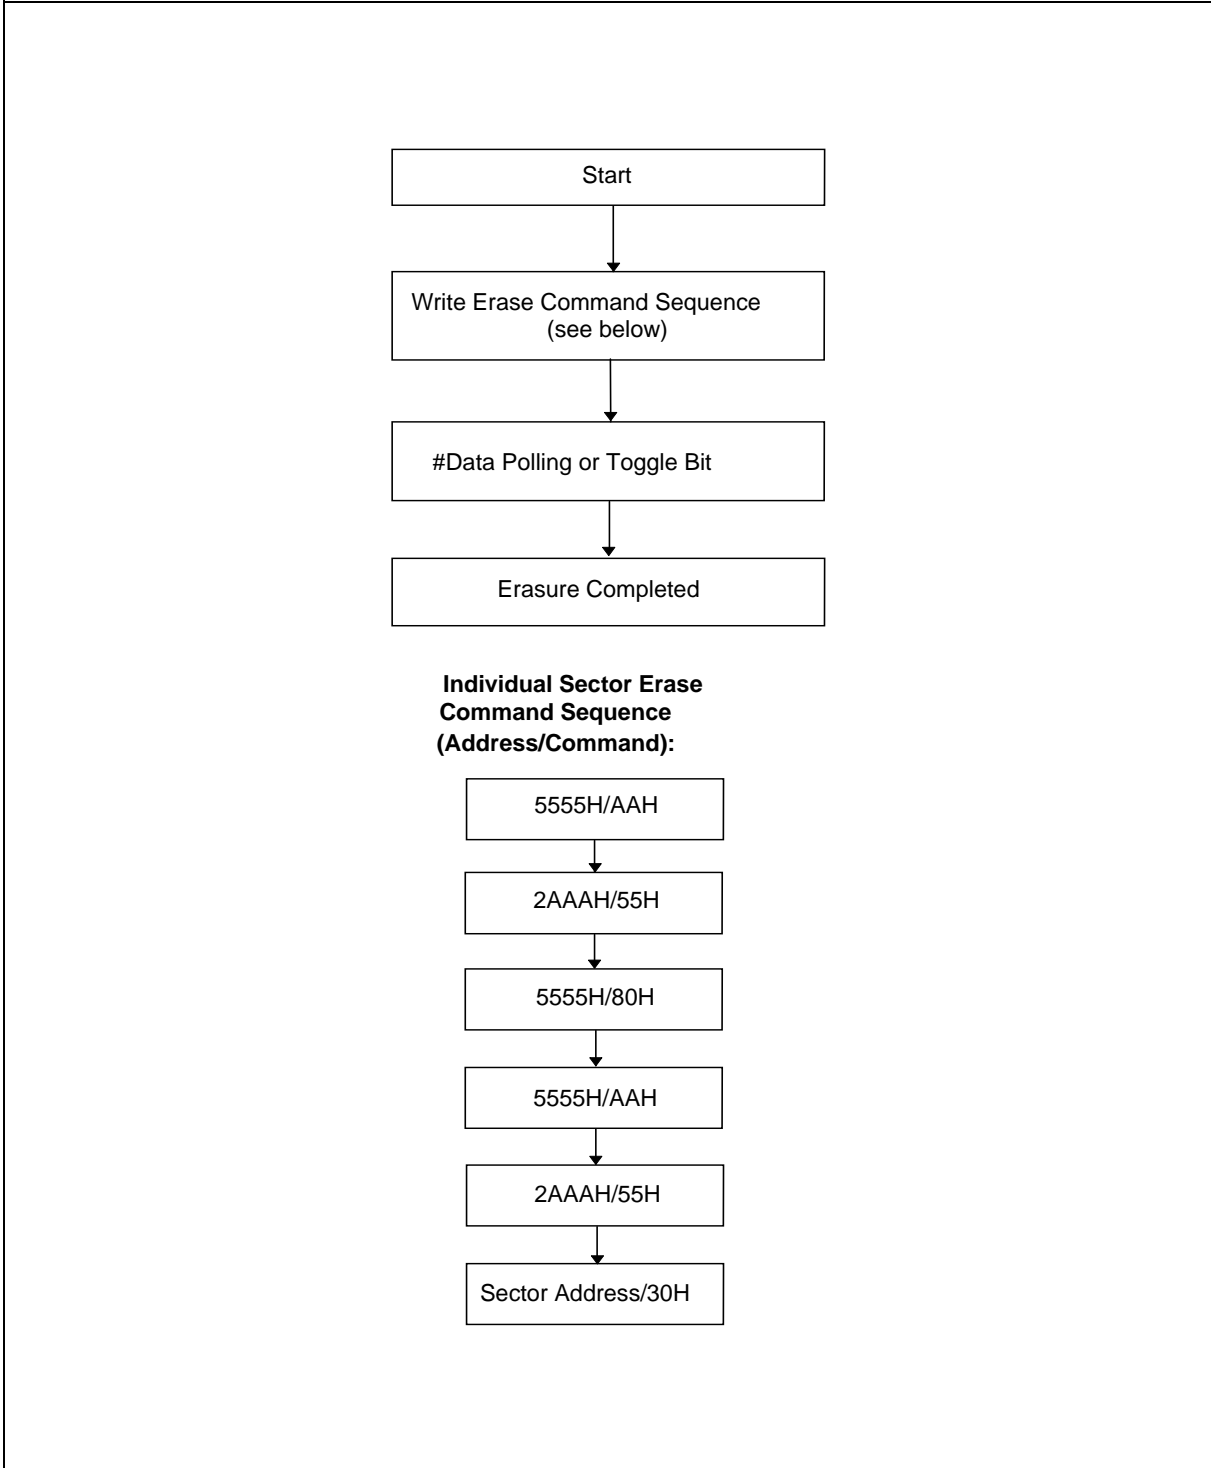 Start
Write Erase Command Sequence
(see below)
#Data Polling or Toggle Bit
Erasure Completed
Individual Sector Erase
Command Sequence
(Address/Command):
5555H/AAH
2AAAH/55H
5555H/80H
5555H/AAH
2AAAH/55H
Sector Address/30H